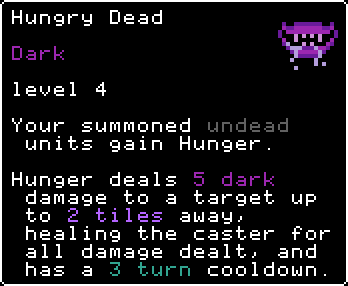 Hungry Dead
Dark
level 4
Your summoned undead
units gain Hunger.
Hunger deals 5 dark
damage to a target up
to 2 tiles away,
healing the caster for
all damage dealt, and
has a 3 turn cooldown.